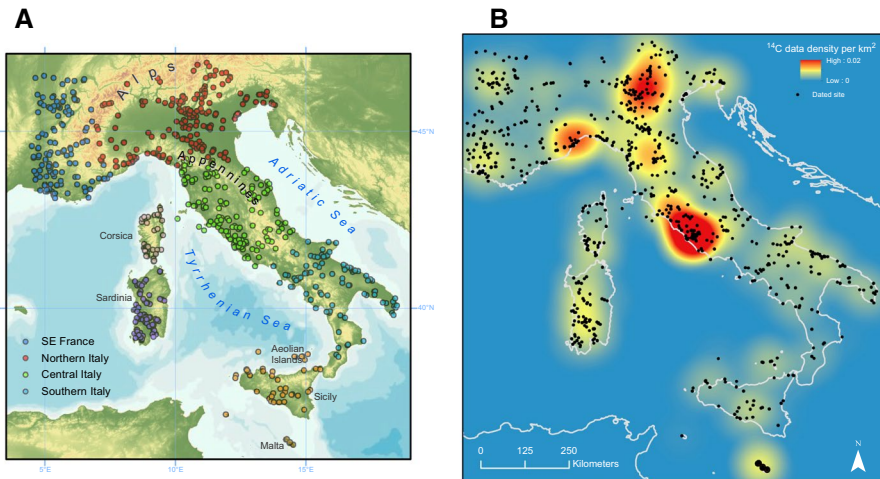 A
Alps
45°N
Appennines
Adriatic Sea
Corsica
Tyrrhenian Sea
Sardinia
40°N
SE France
Northern Italy
Central Italy
Southern Italy
Aeolian
Islands
Sicily
Malta
5°E
10°E
15°E
B
14C data density per km2
High : 0.02
Low : 0
Dated site
0 125 250
Kilometers
N